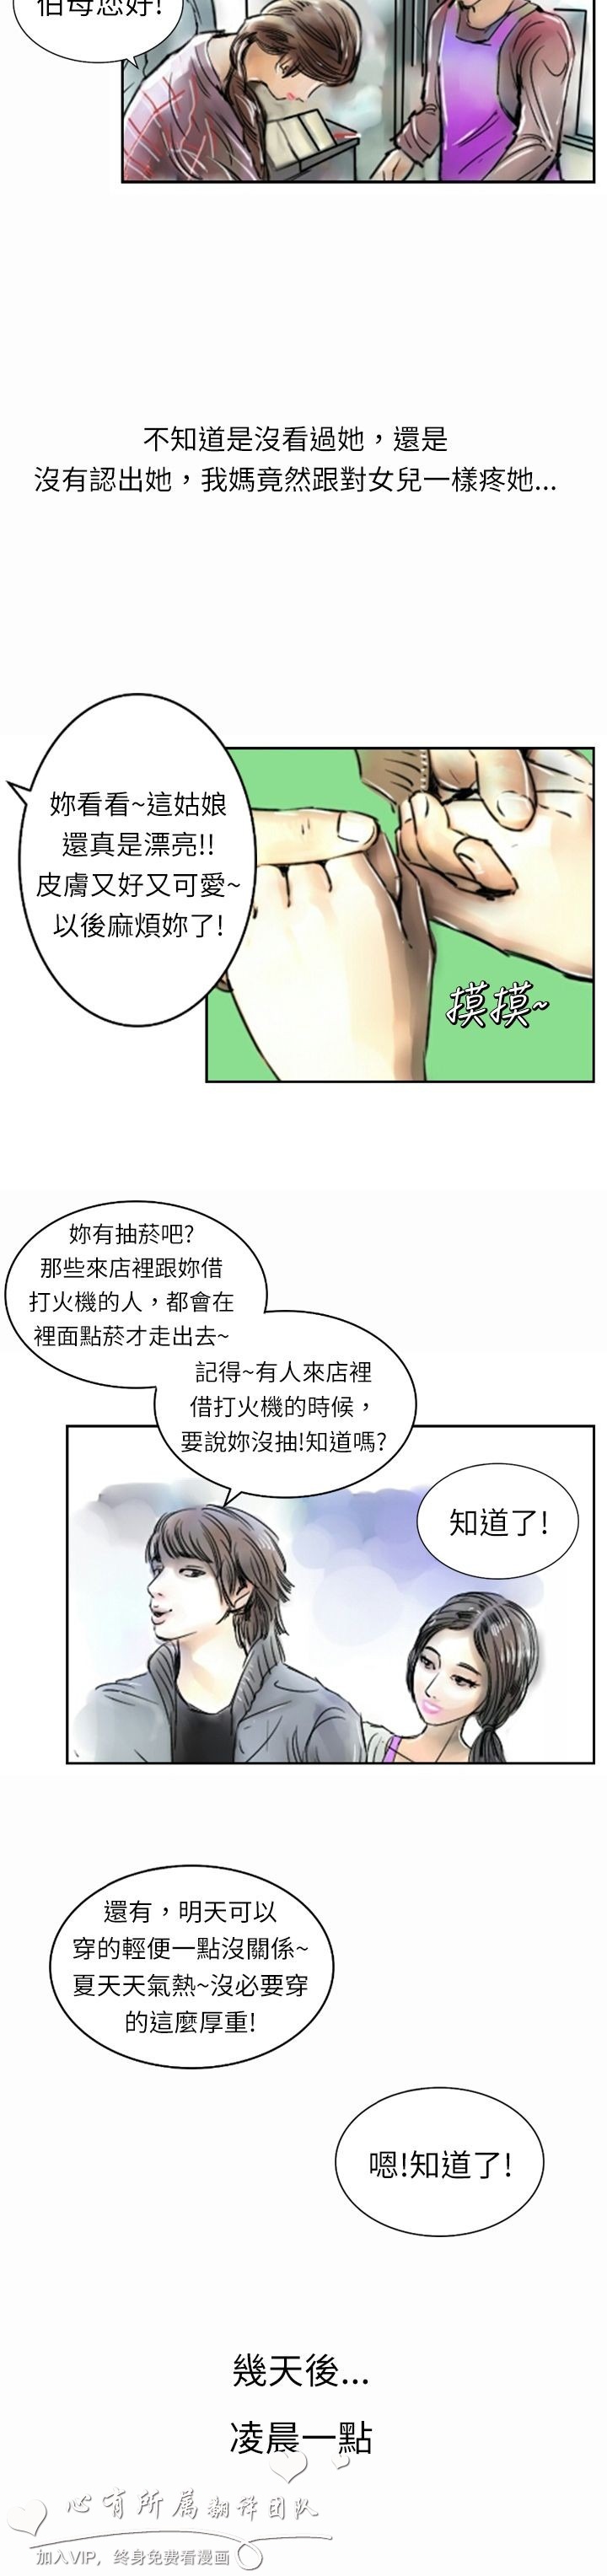 伯母您好!
不知道是沒看過她，還是
沒有認出她，我媽竟然跟對女兒一樣疼她...
妳看看~這姑娘
還真是漂亮!!
皮膚又好又可愛~
以後麻煩妳了!
摸摸~
妳有抽菸吧?
那些來店裡跟妳借
打火機的人，都會在
裡面點菸才走出去~
記得~有人來店裡
借打火機的時候，
要說妳沒抽!知道嗎?
知道了!
還有，明天可以
穿的輕便一點沒關係~
夏天天氣熱~沒必要穿
的這麼厚重!
嗯!知道了!
幾天後...
凌晨一點
心有所属翻译团队
加入VIP，终身免费看漫画